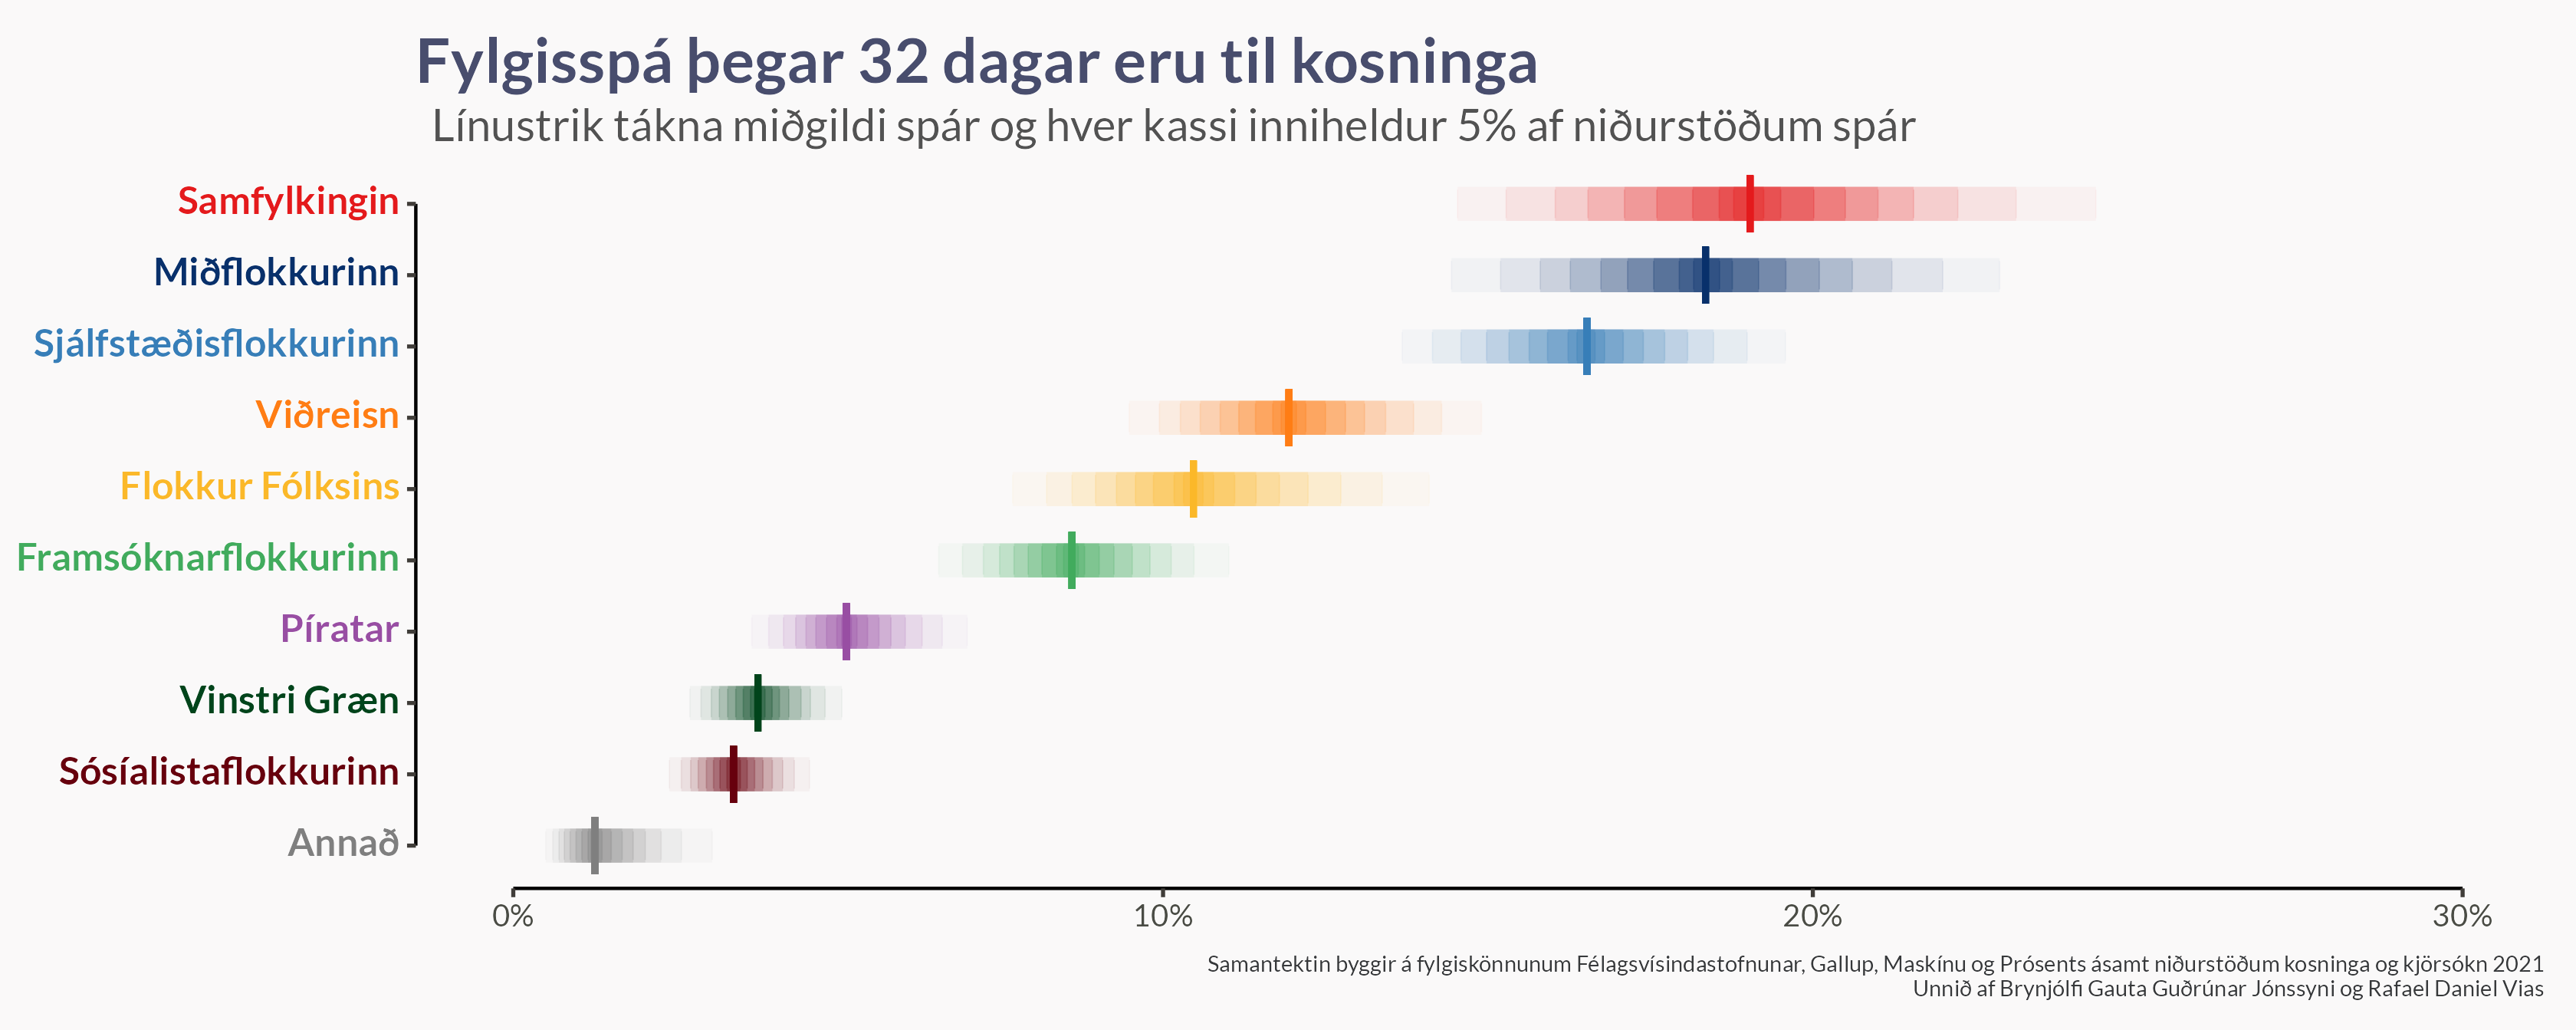 Fylgisspá þegar 32 dagar eru til kosninga
Línustrik tákna miðgildi spár og hver kassi inniheldur 5% af niðurstöðum spár
Samfylkingin
Miðflokkurinn
Sjálfstæðisflokkurinn
Viðreisn
Flokkur Fólksins
Framsóknarflokkurinn
Píratar
Vinstri Græn
Sósíalistaflokkurinn
Annað
0% 10% 20% 30%
Samantektin byggir á fylgiskönnunum Félagsvísindastofnunar, Gallup, Maskínu og Prósents ásamt niðurstöðum kosninga og kjörsókn 2021
Unnið af Brynjólfi Gauta Guðrúnar Jónssyni og Rafael Daniel Vias